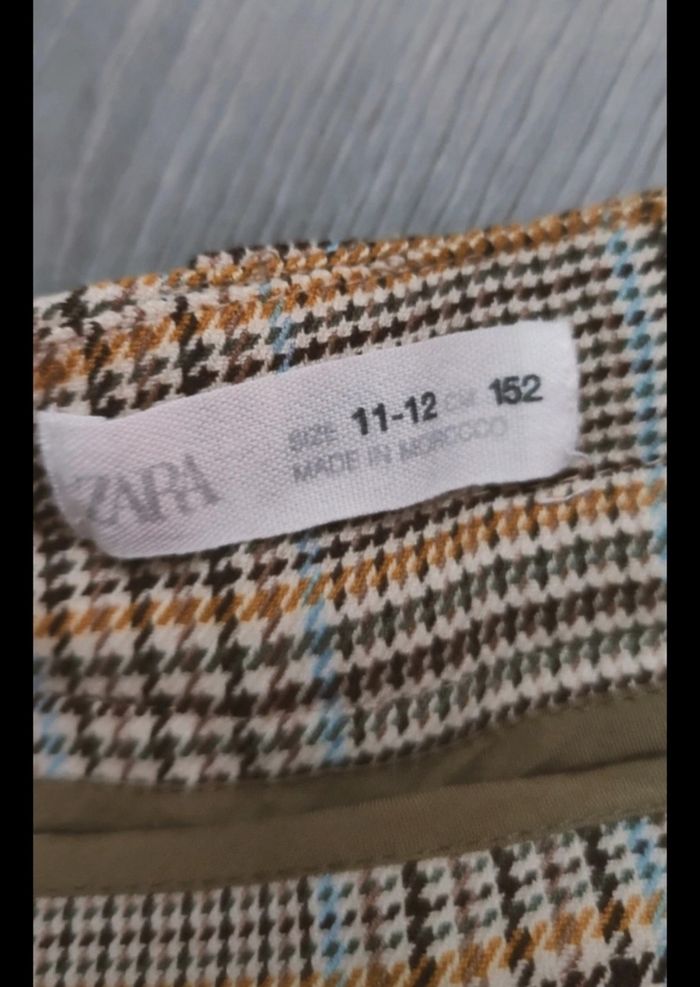 ZARA
SIZE 11-12 CM 152
MADE IN MOROCCO